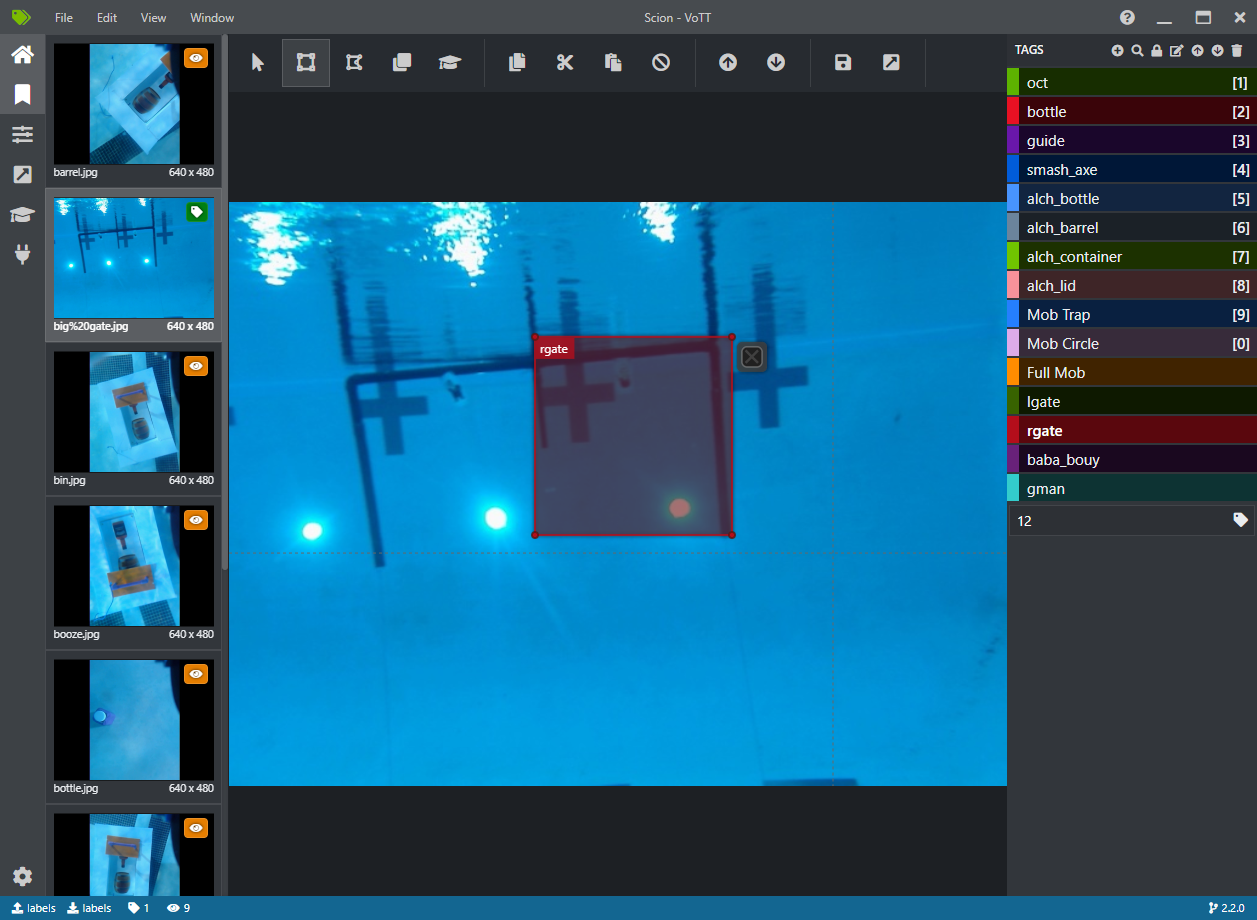 File Edit View Window Scion - VoTT
barrel.jpg 640 x 480
big%20gate.jpg 640 x 480
bin.jpg 640 x 480
booze.jpg 640 x 480
bottle.jpg 640 x 480
rgate
TAGS
oct [1]
bottle [2]
guide [3]
smash_axe [4]
alch_bottle [5]
alch_barrel [6]
alch_container [7]
alch_lid [8]
Mob Trap [9]
Mob Circle [0]
Full Mob
lgate
rgate
baba_bouy
gman
12
labels labels 1 9 2.2.0